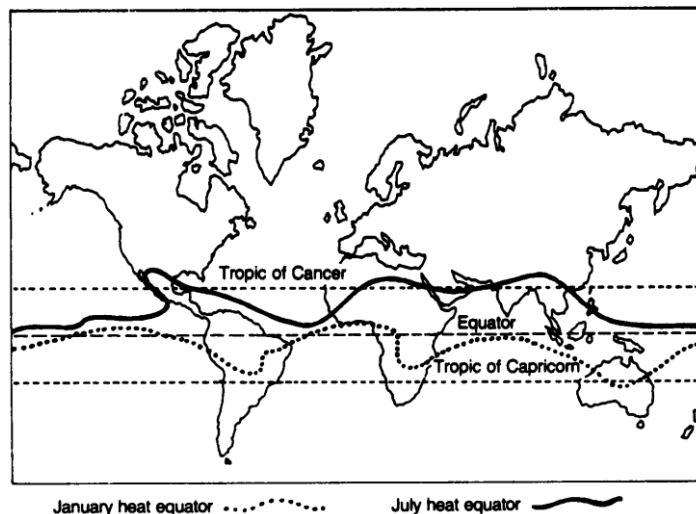 Tropic of Cancer
Equator
Tropic of Capricorn
January heat equator
July heat equator